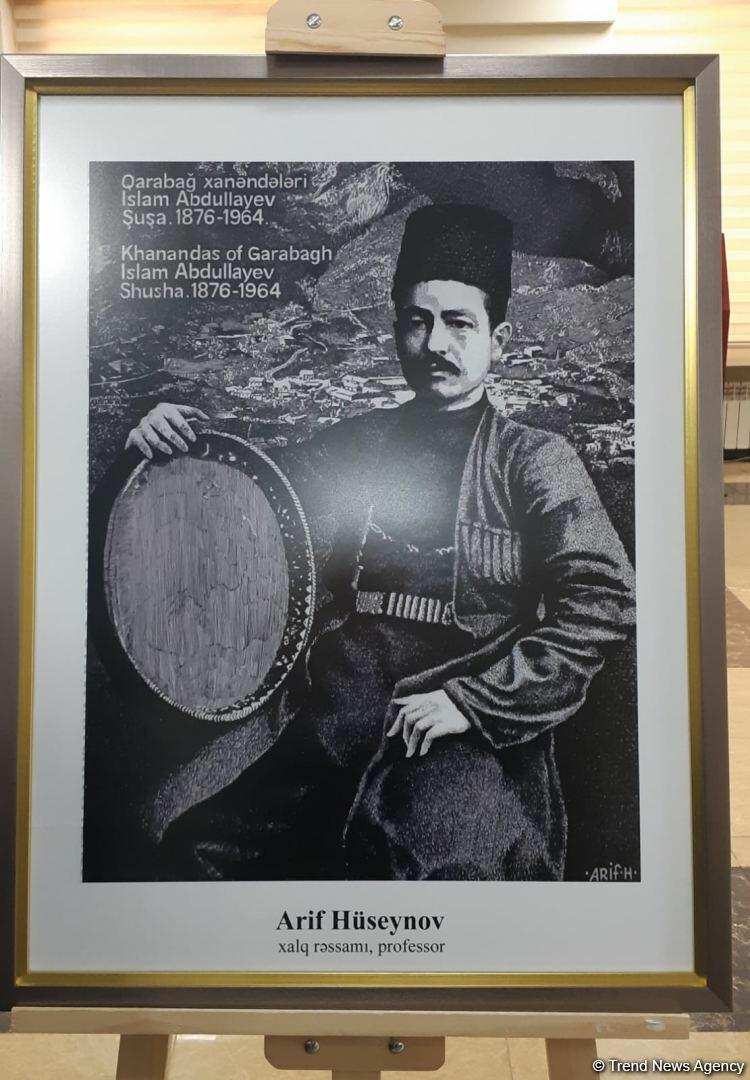 Qarabağ xanəndələri
İslam Abdullayev
Şuşa.1876-1964
Khanandas of Garabagh
Islam Abdullayev
Shusha.1876-1964
·ARif·H·
Arif Hüseynov
xalq rəssamı, professor
© Trend News Agency